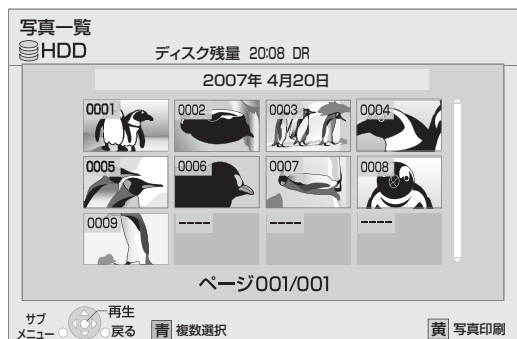 写真一覧
HDD
ディスク残量 20:08 DR
2007年 4月20日
0001 0002 0003 0004
0005 0006 0007 0008
0009 ---- ---- ----
ページ001/001
サブ
メニュー
再生
戻る
青 複数選択
黄 写真印刷